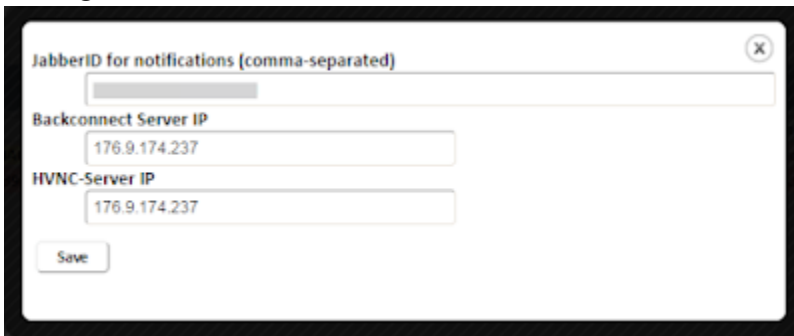 JabberID for notifications (comma-separated)
X
Backconnect Server IP
176.9.174.237
HVNC-Server IP
176.9.174.237
Save